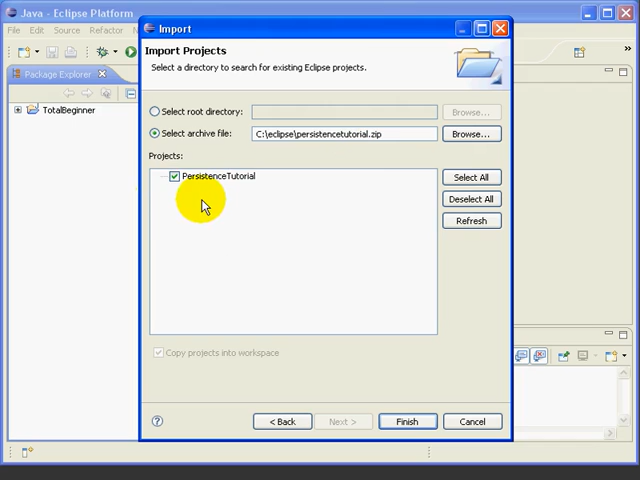 Java - Eclipse Platform
File Edit Source Refactor
Package Explorer
TotalBeginner
Import
Import Projects
Select a directory to search for existing Eclipse projects.
Select root directory:
Browse...
Select archive file:
C:\eclipse\persistencetutorial.zip
Browse...
Projects:
PersistenceTutorial
Select All
Deselect All
Refresh
Copy projects into workspace
< Back
Next >
Finish
Cancel